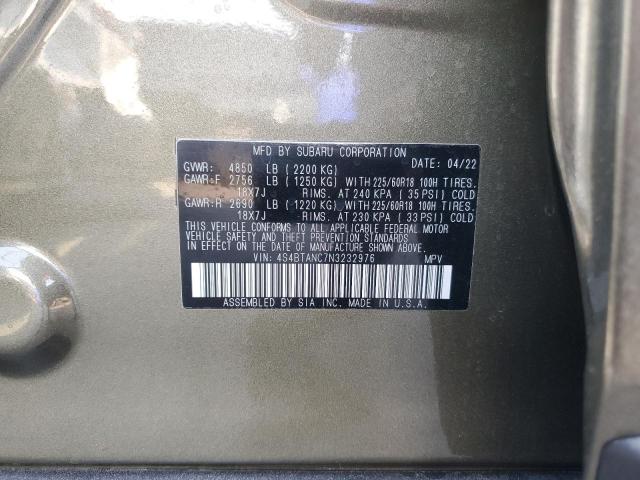 MFD BY SUBARU CORPORATION DATE: 04/22
GVWR: 4850 LB ( 2200 KG)
GAWR:F 2756 LB ( 1250 KG) WITH 225/60R18 100H TIRES.
18X7J RIMS. AT 240 KPA ( 35 PSI) COLD
GAWR:R 2690 LB ( 1220 KG) WITH 225/60R18 100H TIRES.
18X7J RIMS. AT 230 KPA ( 33 PSI) COLD
THIS VEHICLE CONFORMS TO ALL APPLICABLE FEDERAL MOTOR
VEHICLE SAFETY AND THEFT PREVENTION STANDARDS
IN EFFECT ON THE DATE OF MANUFACTURE SHOWN ABOVE.
VIN: 4S4BTANC7N3232976 MPV
ASSEMBLED BY SIA INC. MADE IN U.S.A.